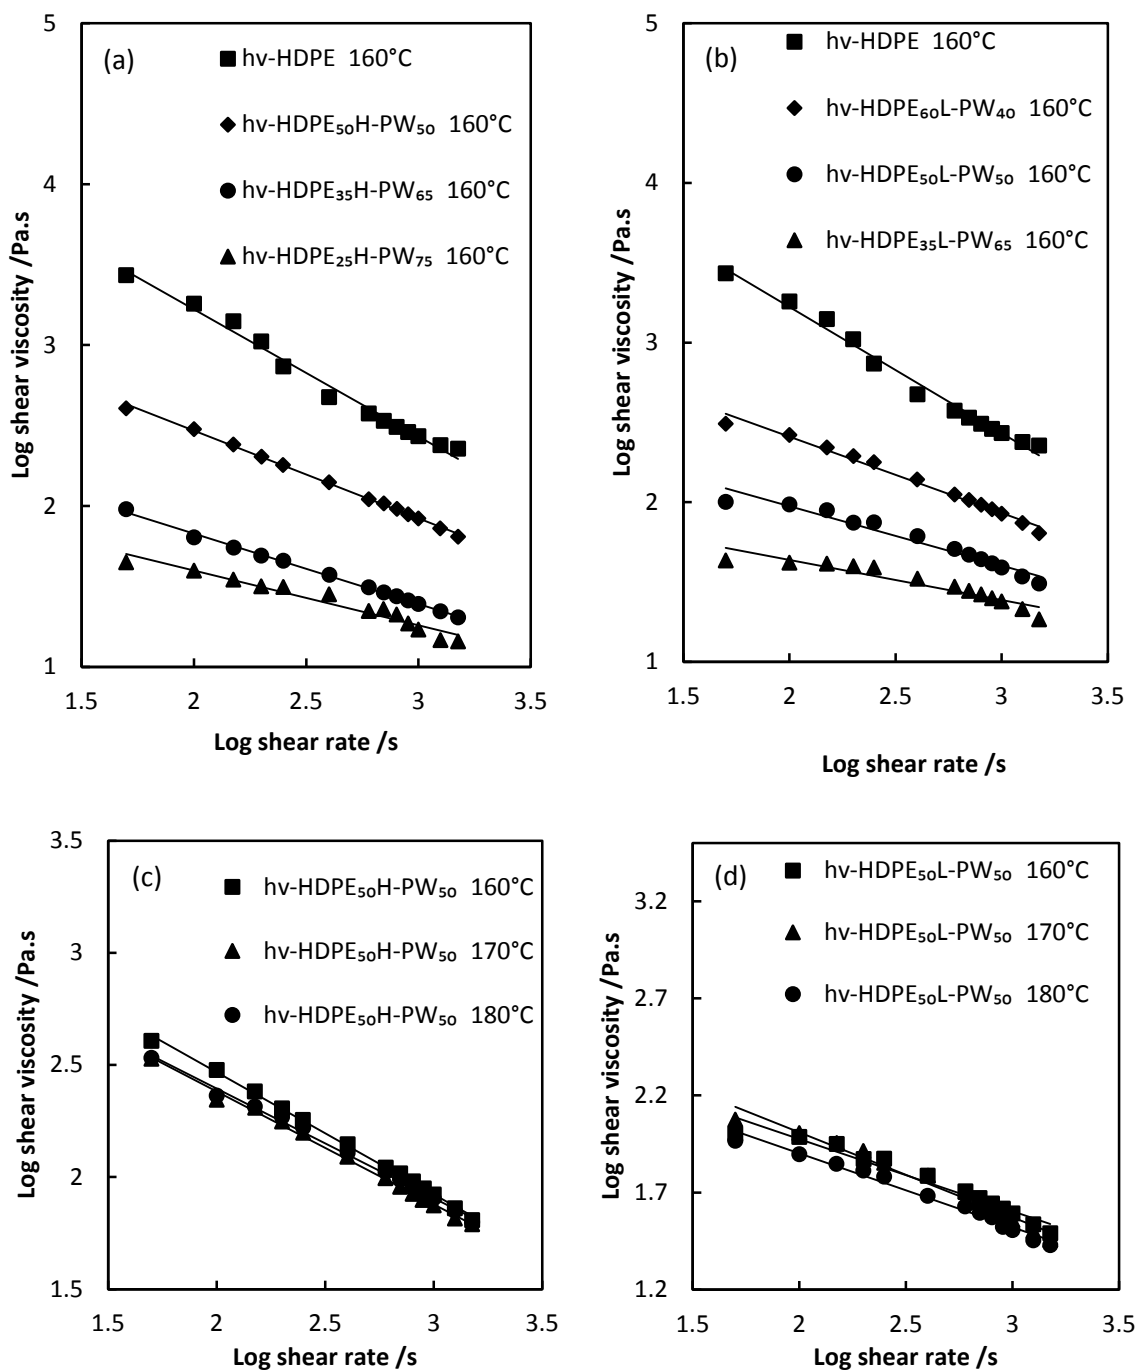 (a)
hv-HDPE 160°C
hv-HDPE₅₀H-PW₅₀ 160°C
hv-HDPE₃₅H-PW₆₅ 160°C
hv-HDPE₂₅H-PW₇₅ 160°C
Log shear viscosity /Pa.s
5
4
3
2
1
1.5 2 2.5 3 3.5
Log shear rate /s
(b)
hv-HDPE 160°C
hv-HDPE₆₀L-PW₄₀ 160°C
hv-HDPE₅₀L-PW₅₀ 160°C
hv-HDPE₃₅L-PW₆₅ 160°C
Log shear viscosity /Pa.s
5
4
3
2
1
1.5 2 2.5 3 3.5
Log shear rate /s
(c)
hv-HDPE₅₀H-PW₅₀ 160°C
hv-HDPE₅₀H-PW₅₀ 170°C
hv-HDPE₅₀H-PW₅₀ 180°C
Log shear viscosity /Pa.s
3.5
3
2.5
2
1.5
1.5 2 2.5 3 3.5
Log shear rate /s
(d)
hv-HDPE₅₀L-PW₅₀ 160°C
hv-HDPE₅₀L-PW₅₀ 170°C
hv-HDPE₅₀L-PW₅₀ 180°C
Log shear viscosity /Pa.s
3.2
2.7
2.2
1.7
1.2
1.5 2 2.5 3 3.5
Log shear rate /s